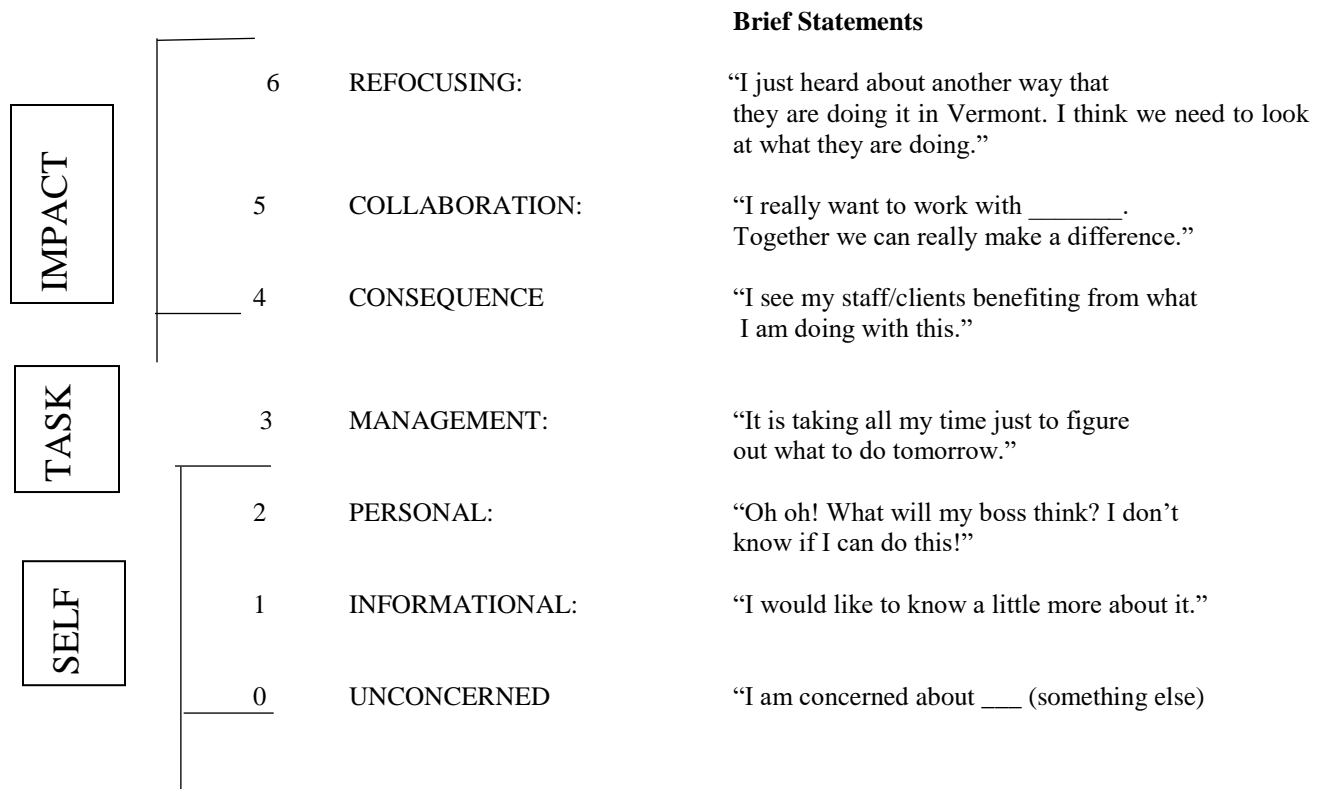 Brief Statements
6 REFOCUSING: “I just heard about another way that
they are doing it in Vermont. I think we need to look
at what they are doing.”
IMPACT
5 COLLABORATION: “I really want to work with _______.
Together we can really make a difference.”
4 CONSEQUENCE “I see my staff/clients benefiting from what
I am doing with this.”
TASK
3 MANAGEMENT: “It is taking all my time just to figure
out what to do tomorrow.”
2 PERSONAL: “Oh oh! What will my boss think? I don’t
know if I can do this!”
SELF
1 INFORMATIONAL: “I would like to know a little more about it.”
0 UNCONCERNED “I am concerned about ___ (something else)